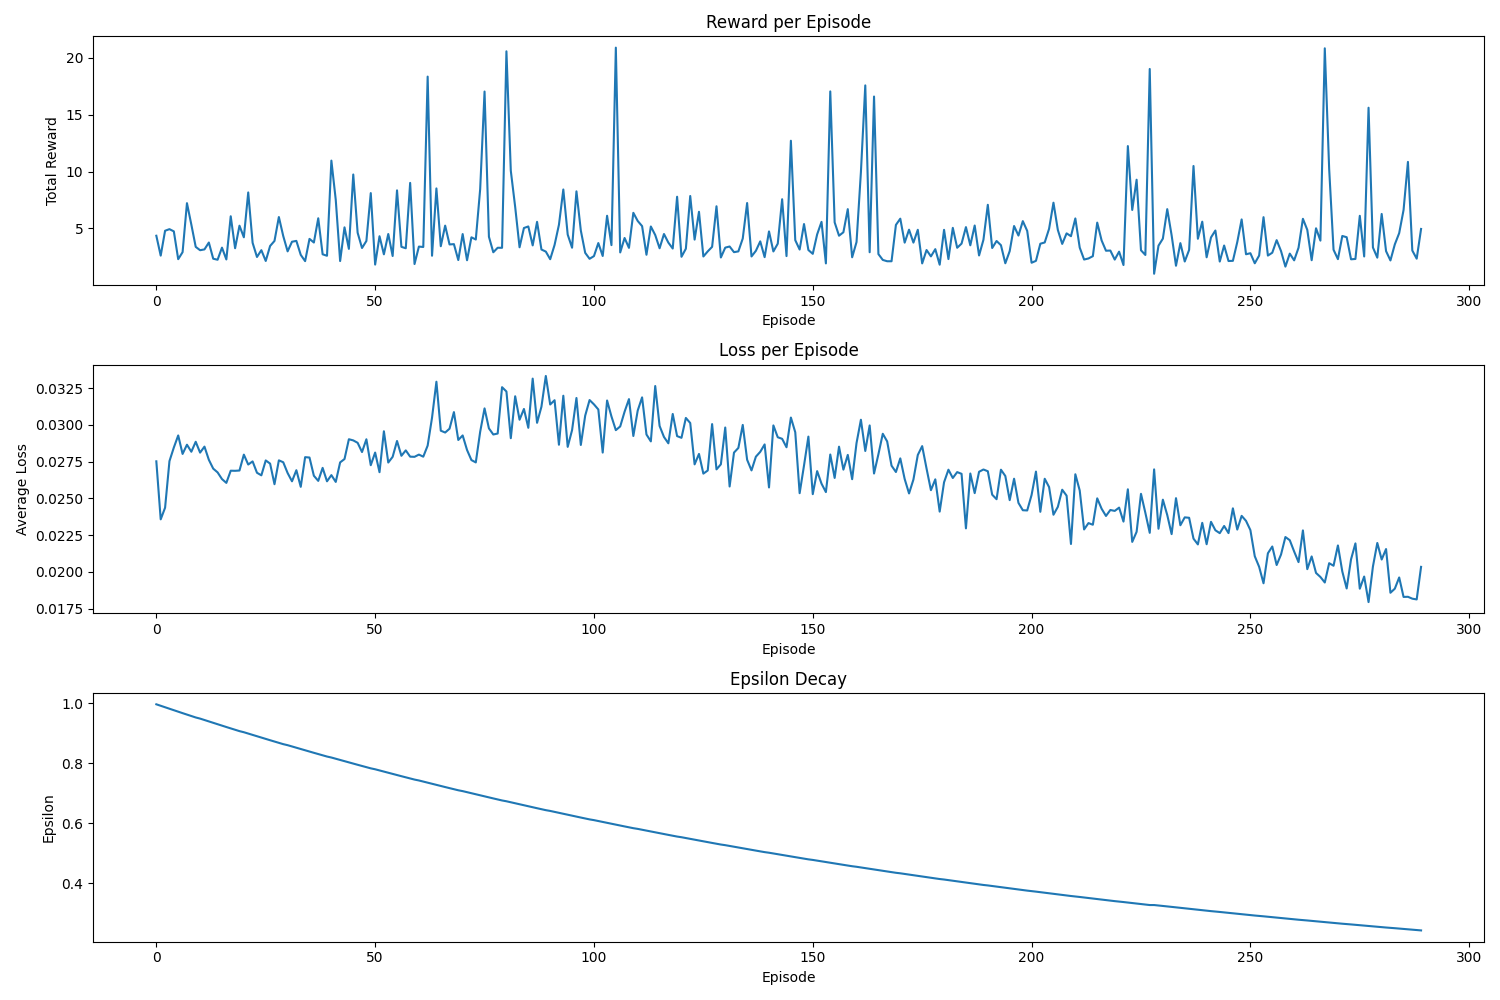 Reward per Episode
Total Reward
20
15
10
5
0 50 100 150 200 250 300
Episode
Loss per Episode
Average Loss
0.0325
0.0300
0.0275
0.0250
0.0225
0.0200
0.0175
0 50 100 150 200 250 300
Episode
Epsilon Decay
Epsilon
1.0
0.8
0.6
0.4
0 50 100 150 200 250 300
Episode